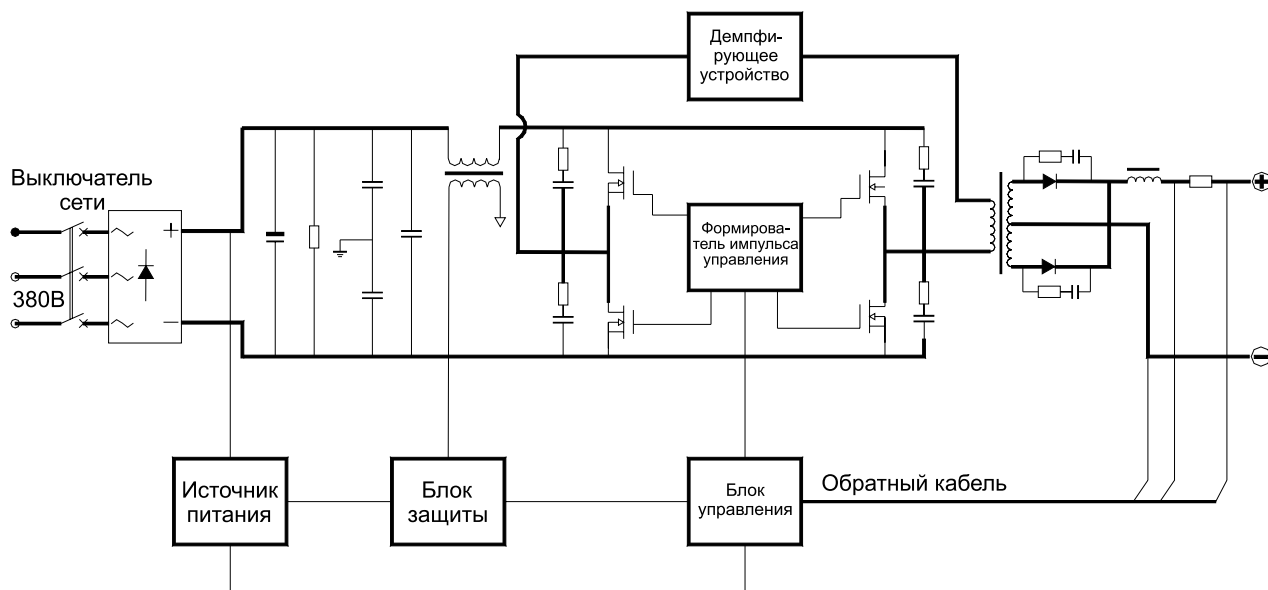 Демпфи-
рующее
устройство
Выключатель
сети
+
380В
−
Формирова-
тель импульса
управления
+
−
Источник
питания
Блок
защиты
Блок
управления
Обратный кабель